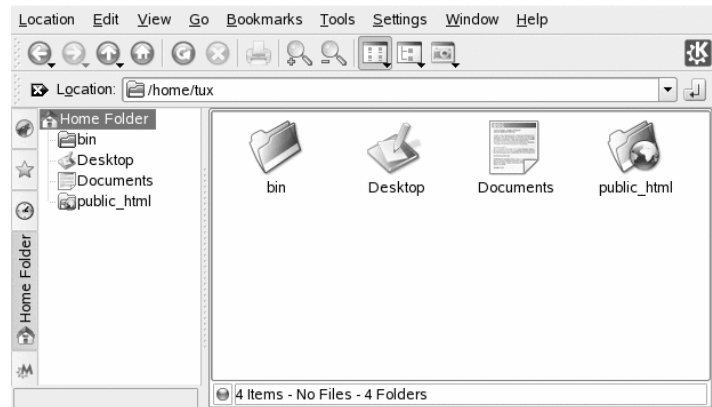 Location Edit View Go Bookmarks Tools Settings Window Help
Location: /home/tux
Home Folder
bin
Desktop
Documents
public_html
Home Folder
bin Desktop Documents public_html
4 Items - No Files - 4 Folders